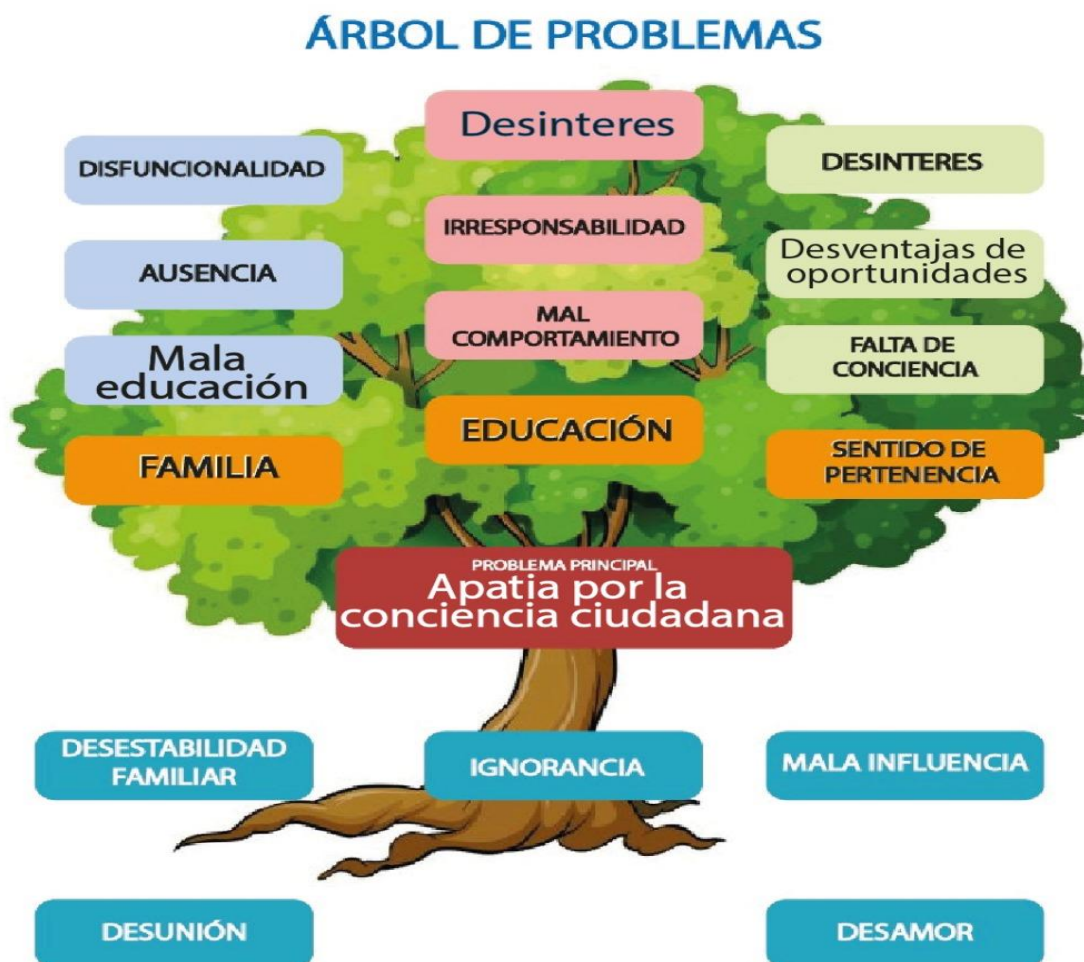 ÁRBOL DE PROBLEMAS
Desinteres
DISFUNCIONALIDAD
DESINTERES
IRRESPONSABILIDAD
AUSENCIA
Desventajas de
oportunidades
MAL
COMPORTAMIENTO
Mala
educación
FALTA DE
CONCIENCIA
EDUCACIÓN
FAMILIA
SENTIDO DE
PERTENENCIA
PROBLEMA PRINCIPAL
Apatia por la
conciencia ciudadana
DESESTABILIDAD
FAMILIAR
IGNORANCIA
MALA INFLUENCIA
DESUNIÓN
DESAMOR